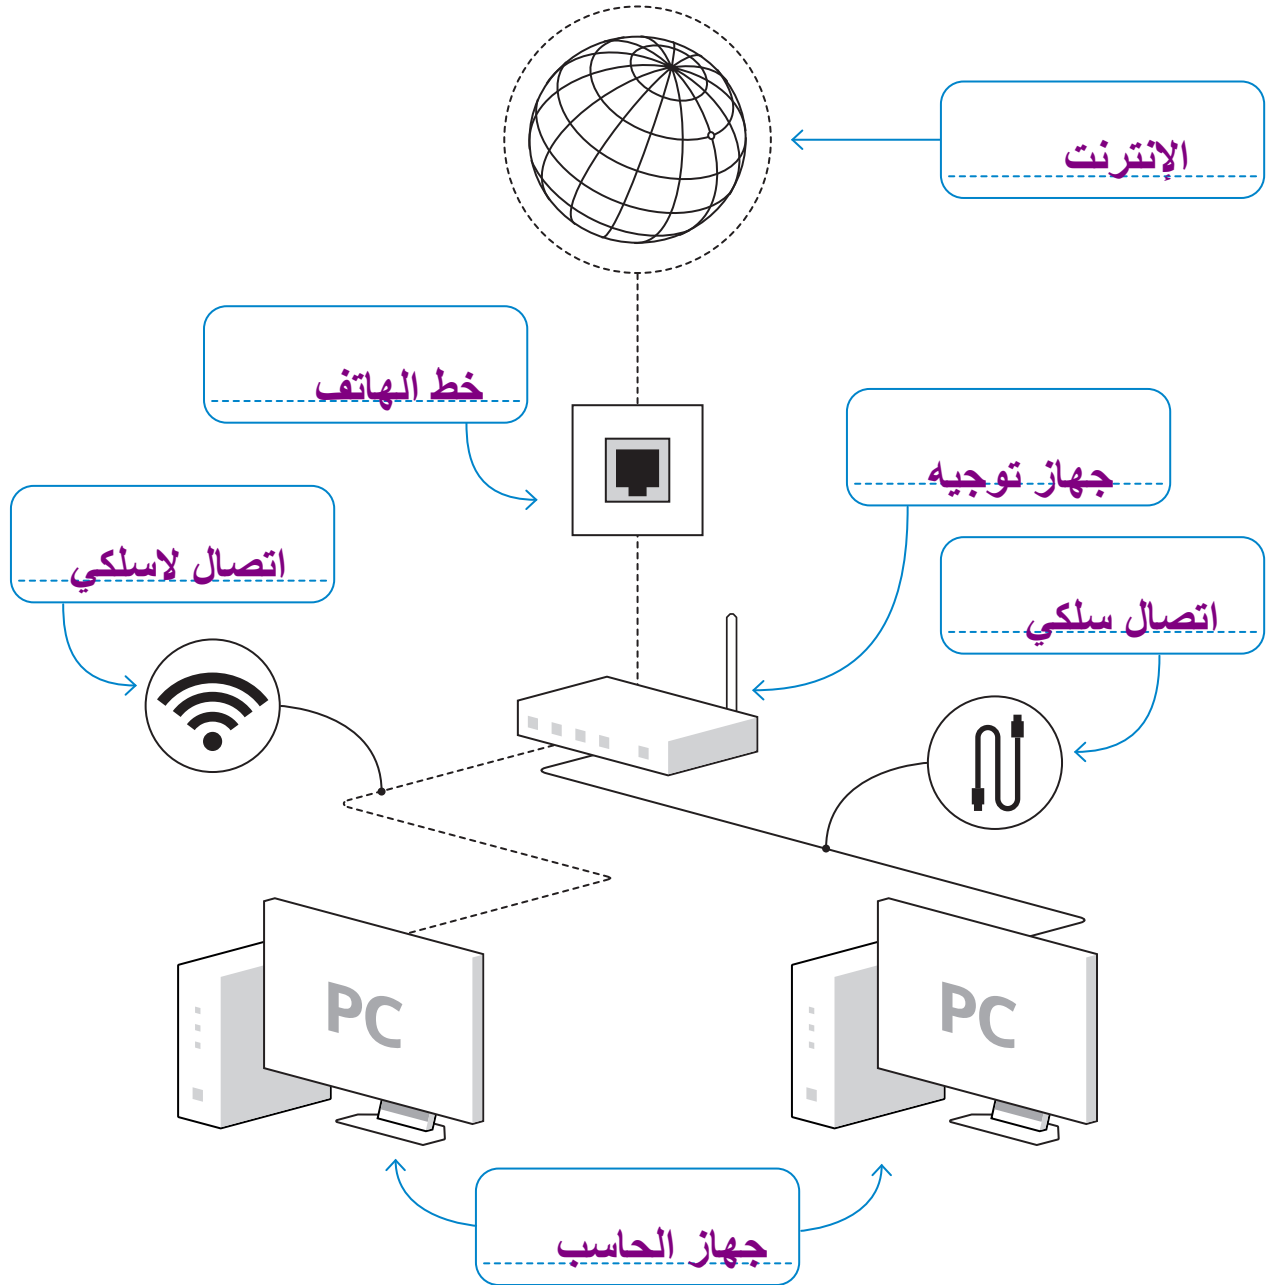 الإنترنت
خط الهاتف
جهاز توجيه
اتصال لاسلكي
اتصال سلكي
PC
PC
جهاز الحاسب